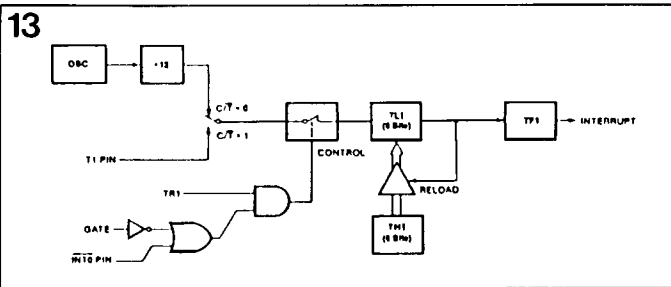 13
OSC
÷12
C/T̅ = 0
C/T̅ = 1
T1 PIN
CONTROL
TL1
(8 Bits)
TF1
INTERRUPT
TR1
RELOAD
GATE
I̅N̅T̅0̅ PIN
TH1
(8 Bits)